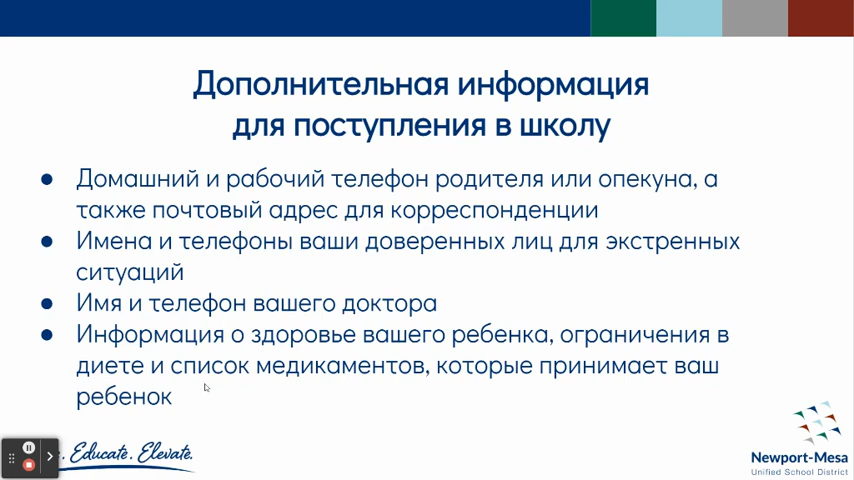 Дополнительная информация
для поступления в школу
● Домашний и рабочий телефон родителя или опекуна, а
также почтовый адрес для корреспонденции
● Имена и телефоны ваши доверенных лиц для экстренных
ситуаций
● Имя и телефон вашего доктора
● Информация о здоровье вашего ребенка, ограничения в
диете и список медикаментов, которые принимает ваш
ребенок
. Educate. Elevate.
Newport-Mesa
Unified School District